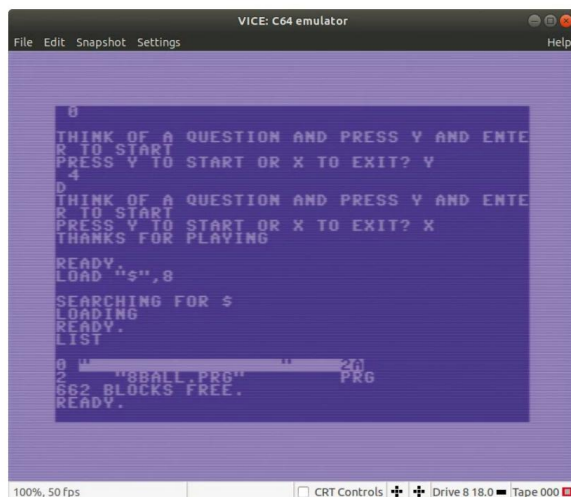 VICE: C64 emulator
File Edit Snapshot Settings Help
0
THINK OF A QUESTION AND PRESS Y AND ENTE
R TO START
PRESS Y TO START OR X TO EXIT? Y
4
D
THINK OF A QUESTION AND PRESS Y AND ENTE
R TO START
PRESS Y TO START OR X TO EXIT? X
THANKS FOR PLAYING
READY.
LOAD "$",8
SEARCHING FOR $
LOADING
READY.
LIST
0 " " 2A
2 "8BALL.PRG" PRG
662 BLOCKS FREE.
READY.
100%, 50 fps CRT Controls Drive 8 18.0 Tape 000